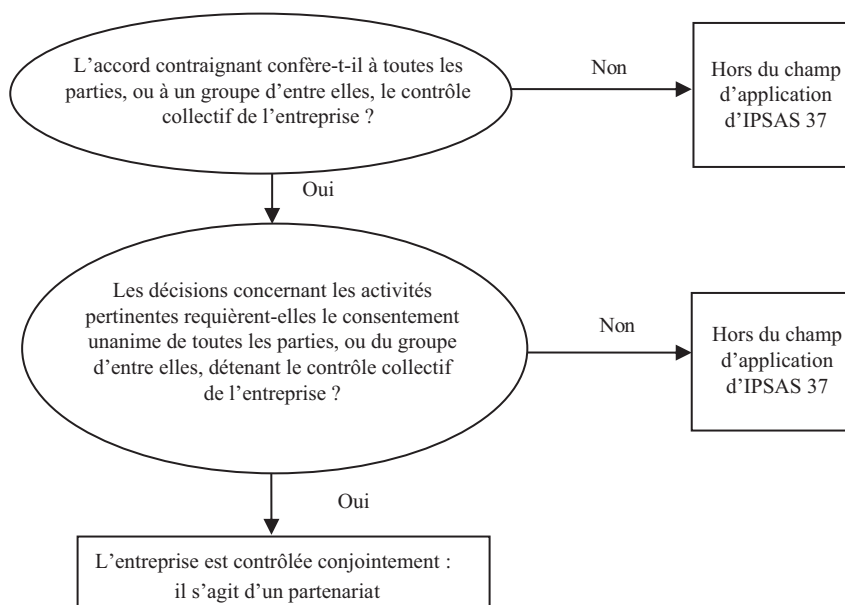 L'accord contraignant confère-t-il à toutes les
parties, ou à un groupe d'entre elles, le contrôle
collectif de l'entreprise ?
Non
Hors du champ
d'application
d'IPSAS 37
Oui
Les décisions concernant les activités
pertinentes requièrent-elles le consentement
unanime de toutes les parties, ou du groupe
d'entre elles, détenant le contrôle collectif
de l'entreprise ?
Non
Hors du champ
d'application
d'IPSAS 37
Oui
L'entreprise est contrôlée conjointement :
il s'agit d'un partenariat